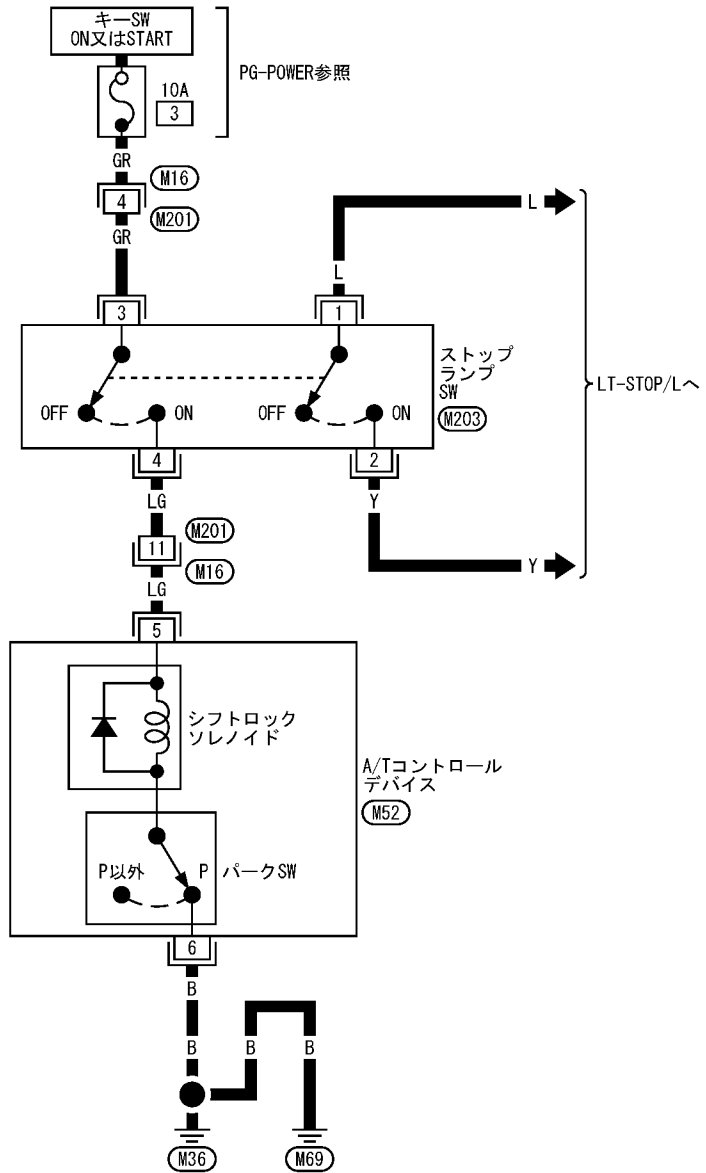 キーSW
ON又はSTART
PG-POWER参照
10A
3
GR
M16
4
M201
GR
L
L
3
1
ストップ
ランプ
SW
M203
OFF
ON
OFF
ON
LT-STOP/Lへ
4
2
LG
Y
M201
11
M16
Y
LG
5
シフトロック
ソレノイド
A/Tコントロール
デバイス
M52
P以外
P
パークSW
6
B
B
B
B
M36
M69